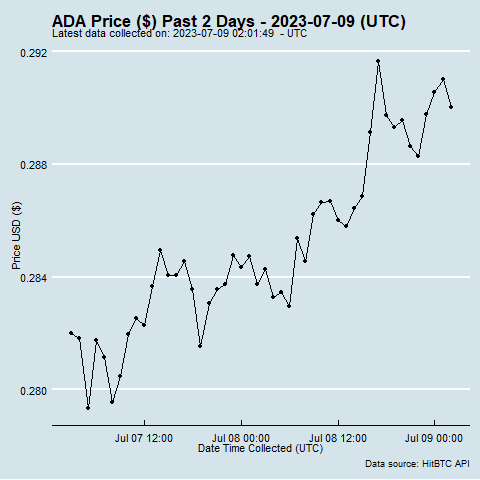 ADA Price ($) Past 2 Days - 2023-07-09 (UTC)
Latest data collected on: 2023-07-09 02:01:49 - UTC
0.292
0.288
0.284
0.280
Price USD ($)
Jul 07 12:00 Jul 08 00:00 Jul 08 12:00 Jul 09 00:00
Date Time Collected (UTC)
Data source: HitBTC API